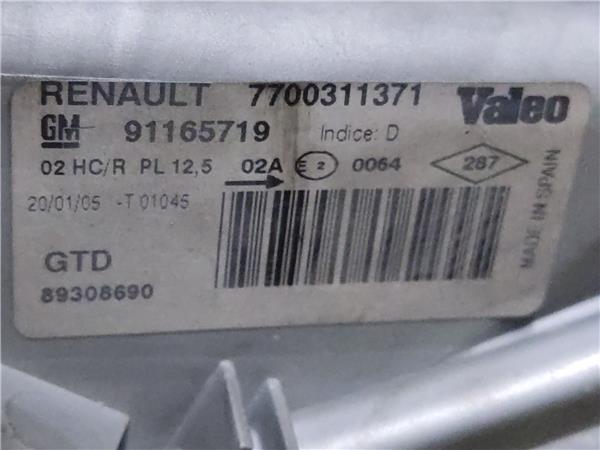 RENAULT 7700311371 Valeo
GM 91165719 Indice: D
02 HC/R PL 12,5 02A E2 0064 287
20/01/05 -T 01045
MADE IN SPAIN
GTD
89308690